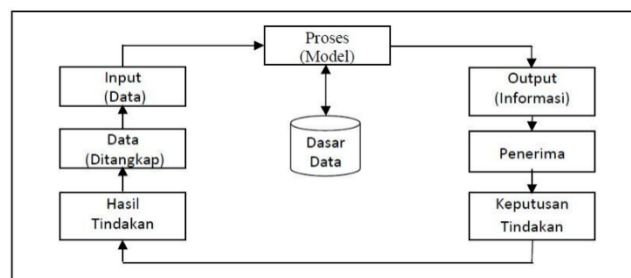 Proses
(Model)
Input
(Data)
Output
(Informasi)
Data
(Ditangkap)
Dasar
Data
Penerima
Hasil
Tindakan
Keputusan
Tindakan